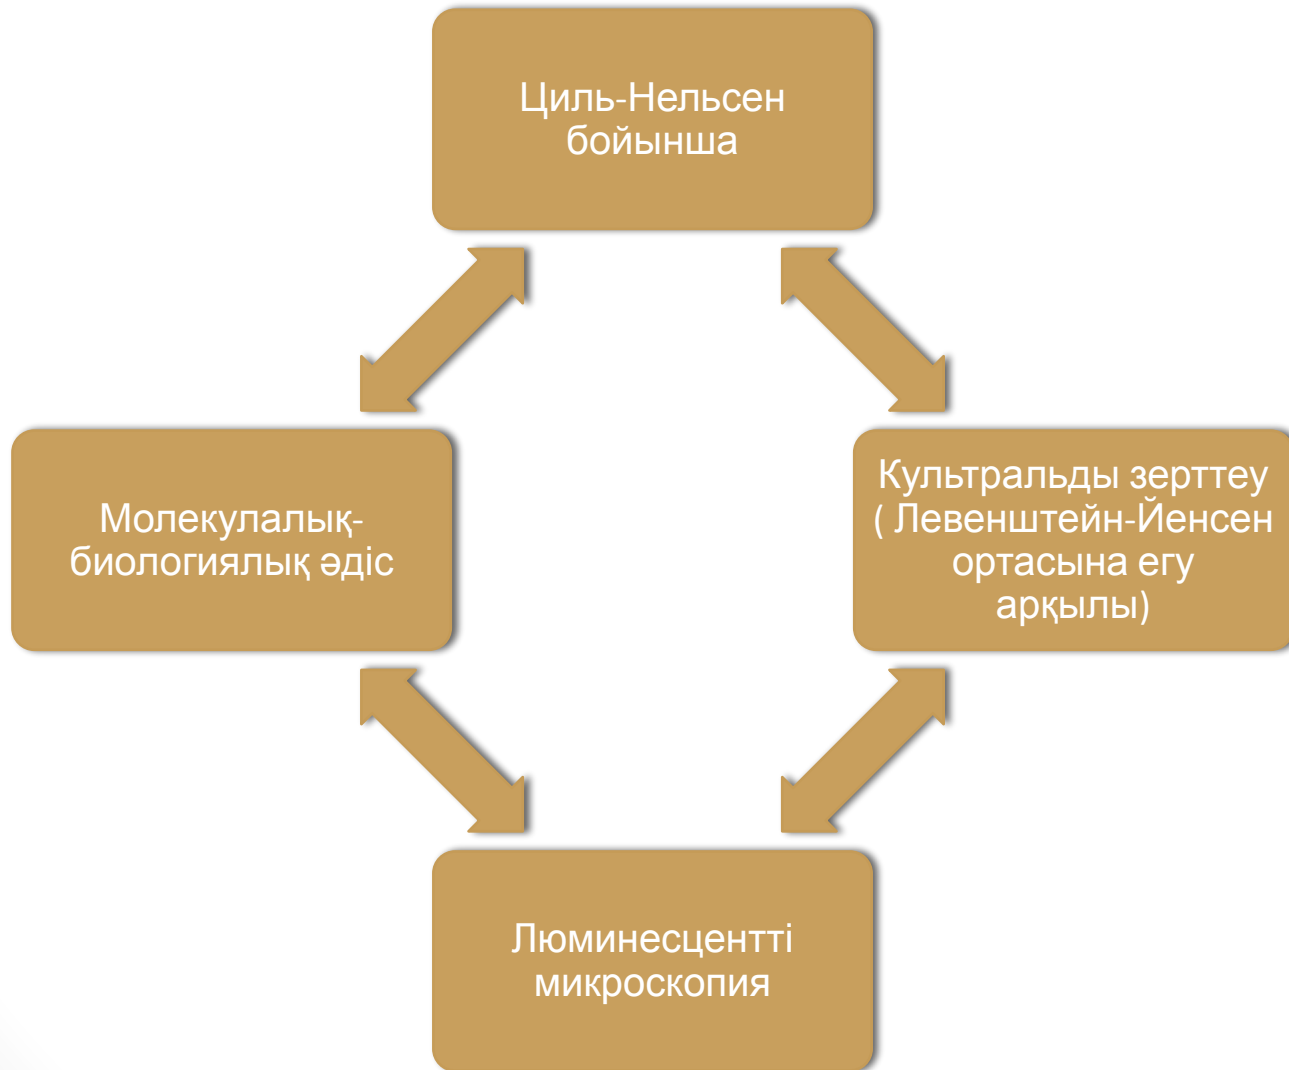 Циль-Нельсен
бойынша
Молекулалық-
биологиялық әдіс
Культральды зерттеу
( Левенштейн-Йенсен
ортасына егу
арқылы)
Люминесцентті
микроскопия